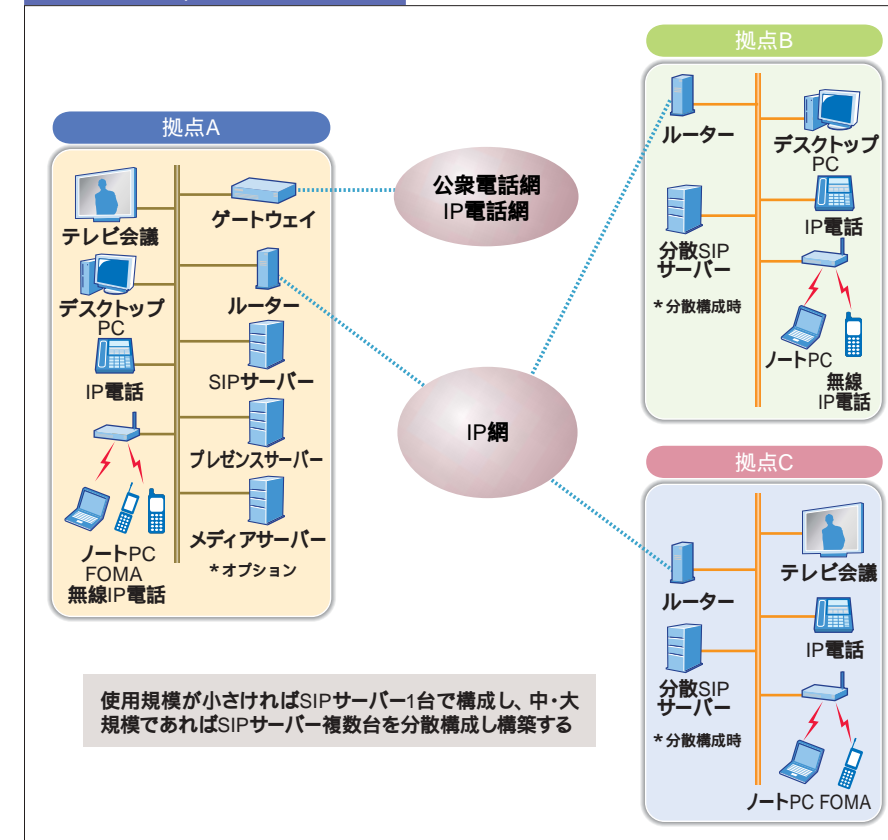 拠点A
テレビ会議
デスクトップ
PC
IP電話
ノートPC
FOMA
無線IP電話
ゲートウェイ
ルーター
SIPサーバー
プレゼンスサーバー
メディアサーバー
*オプション
公衆電話網
IP電話網
IP網
拠点B
ルーター
分散SIP
サーバー
*分散構成時
デスクトップ
PC
IP電話
ノートPC
無線
IP電話
拠点C
ルーター
分散SIP
サーバー
*分散構成時
テレビ会議
IP電話
ノートPC FOMA
使用規模が小さければSIPサーバー1台で構成し、中・大
規模であればSIPサーバー複数台を分散構成し構築する